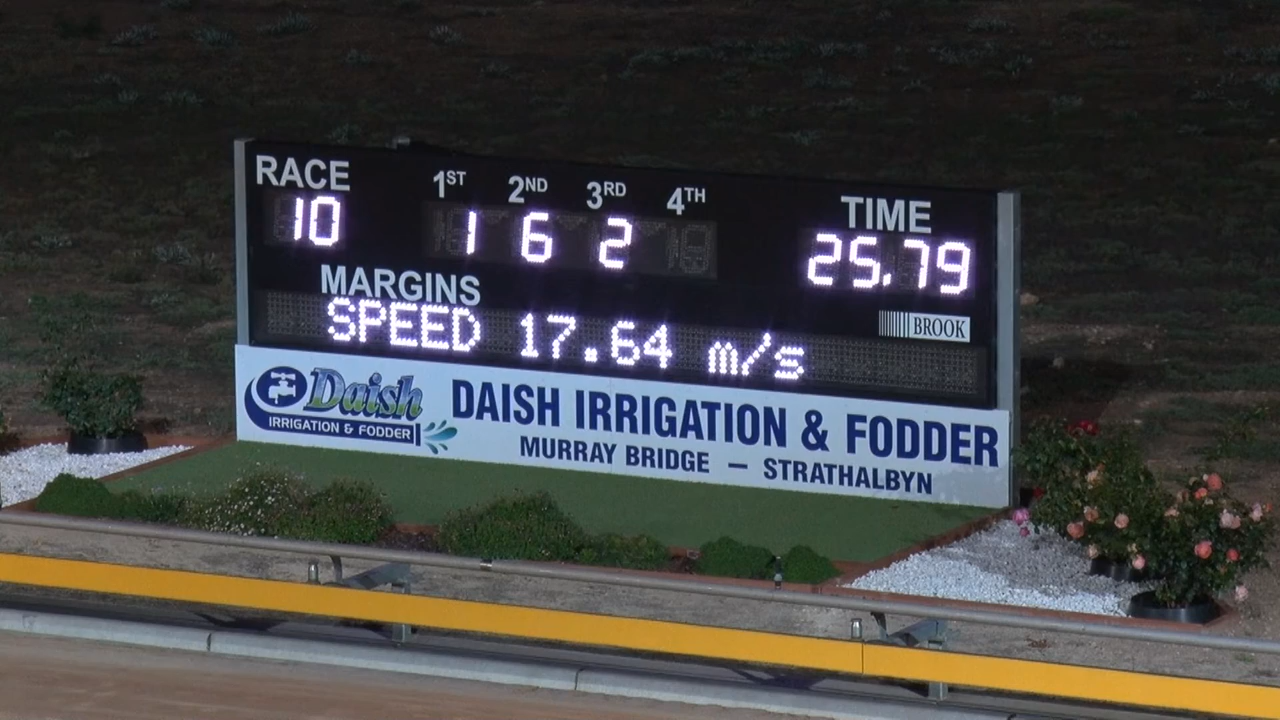 RACE 1ST 2ND 3RD 4TH TIME
10 1 6 2 25.79
MARGINS
BROOK
SPEED 17.64 m/s
Daish
IRRIGATION & FODDER
DAISH IRRIGATION & FODDER
MURRAY BRIDGE – STRATHALBYN